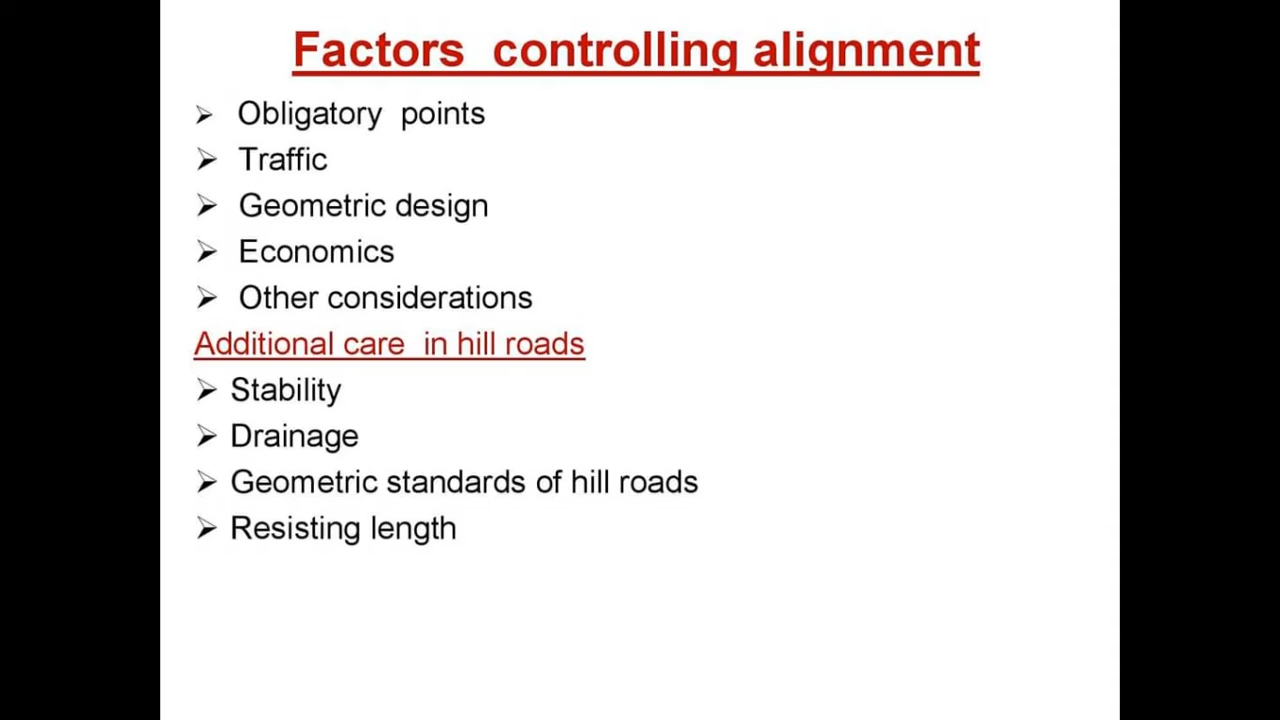 Factors controlling alignment
➢ Obligatory points
➢ Traffic
➢ Geometric design
➢ Economics
➢ Other considerations
Additional care in hill roads
➢ Stability
➢ Drainage
➢ Geometric standards of hill roads
➢ Resisting length